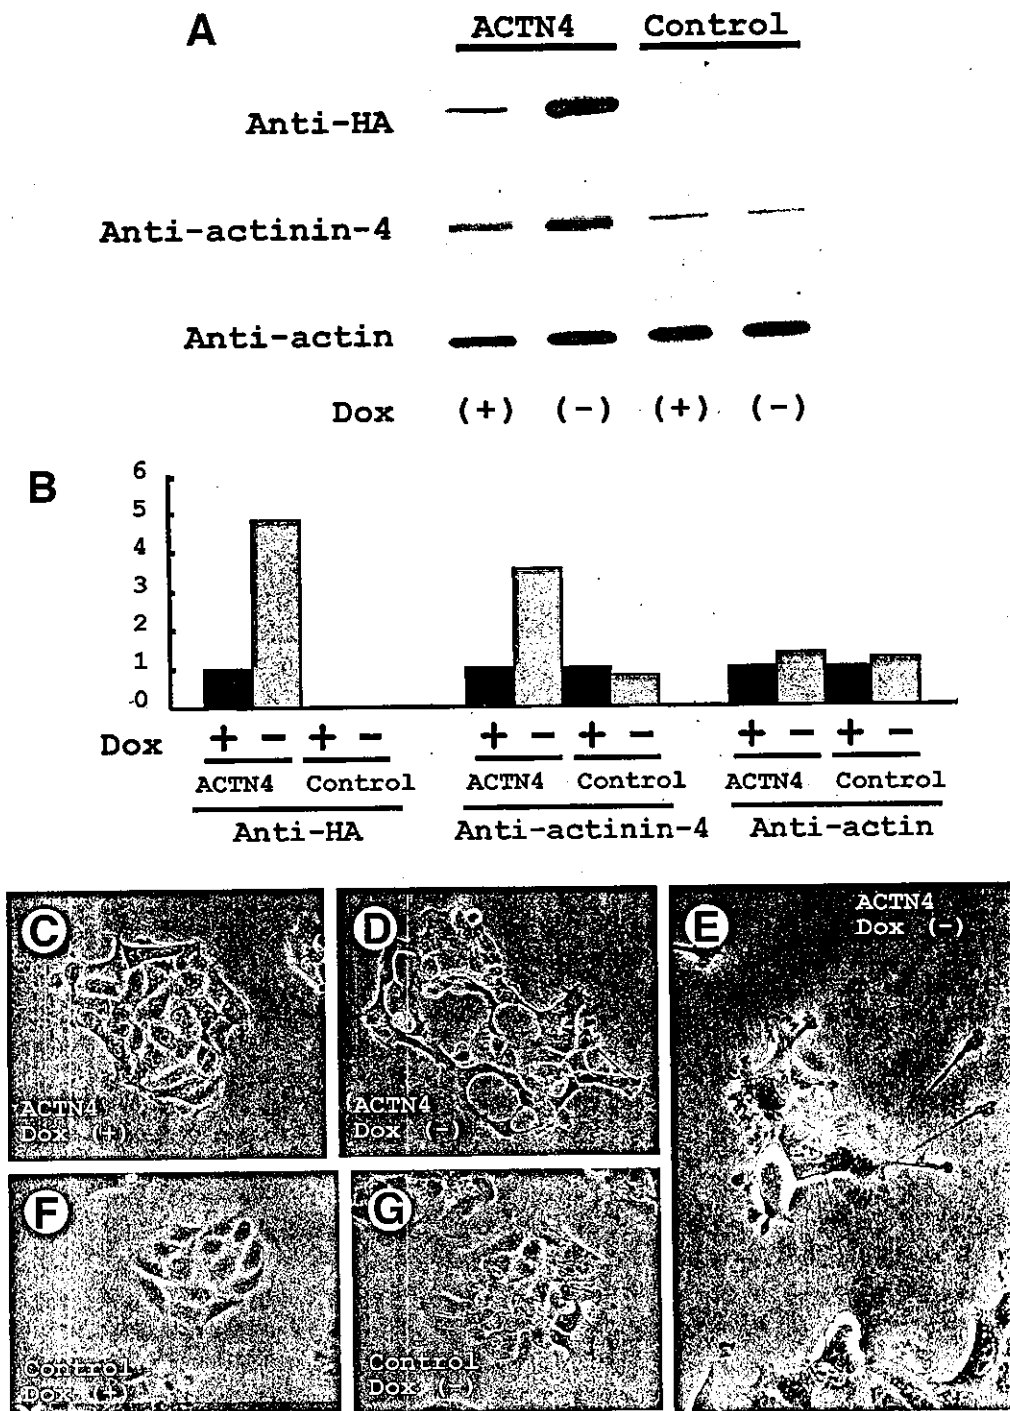 A
ACTN4 Control
Anti-HA
Anti-actinin-4
Anti-actin
Dox (+) (-) (+) (-)
B
6
5
4
3
2
1
0
Dox + - + - + - + - + - + -
ACTN4 Control ACTN4 Control ACTN4 Control
Anti-HA Anti-actinin-4 Anti-actin
C
ACTN4
Dox (+)
D
ACTN4
Dox (-)
E
ACTN4
Dox (-)
F
Control
Dox (+)
G
Control
Dox (-)